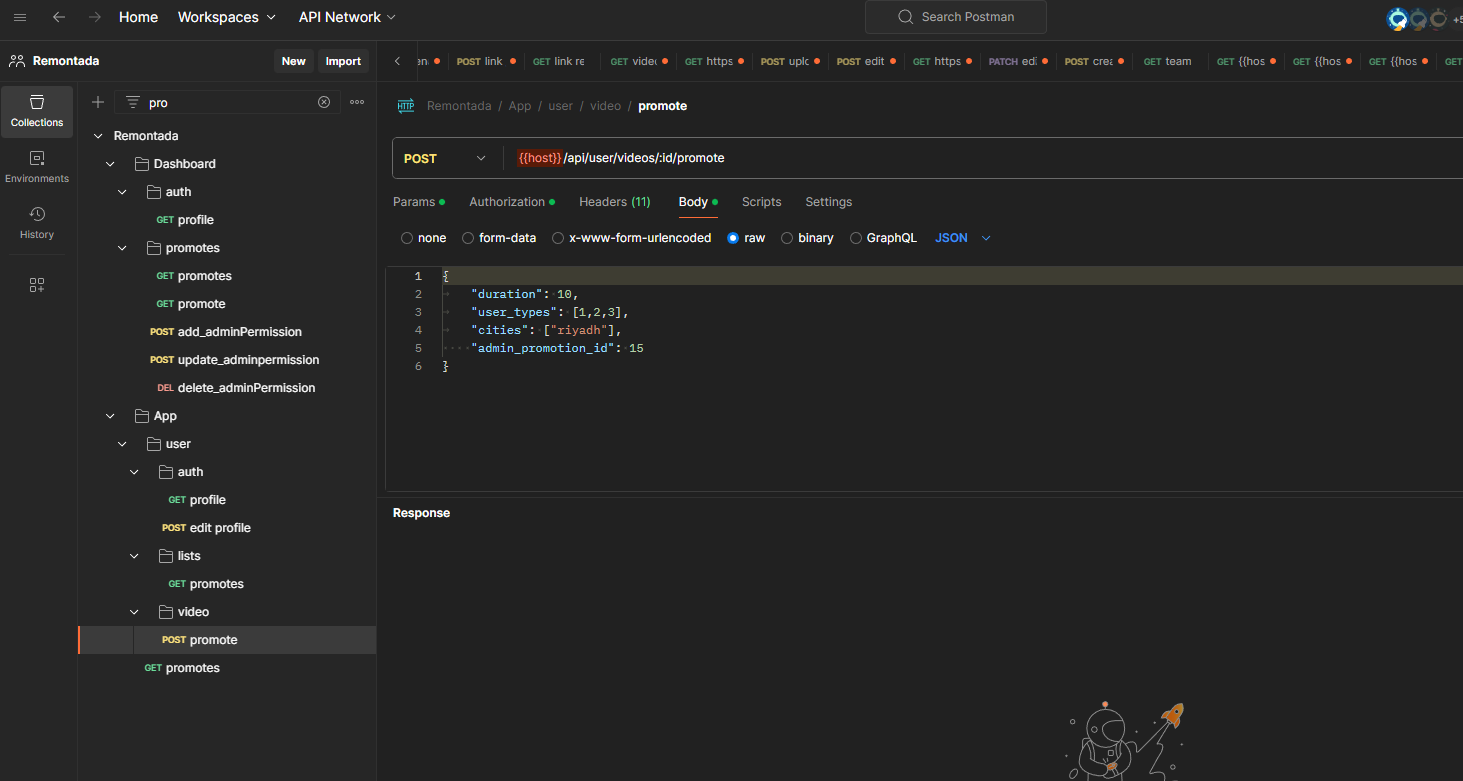 Home Workspaces API Network Search Postman
Remontada New Import
POST link GET link re GET video GET https POST uplo POST edit GET https PATCH edi POST crea GET team GET {{hos GET {{hos GET {{hos GET
Collections
Environments
History
pro
Remontada
Dashboard
auth
GET profile
promotes
GET promotes
GET promote
POST add_adminPermission
POST update_adminpermission
DEL delete_adminPermission
App
user
auth
GET profile
POST edit profile
lists
GET promotes
video
POST promote
GET promotes
HTTP Remontada / App / user / video / promote
POST {{host}}/api/user/videos/:id/promote
Params Authorization Headers (11) Body Scripts Settings
none form-data x-www-form-urlencoded raw binary GraphQL JSON
1 {
2 "duration": 10,
3 "user_types": [1,2,3],
4 "cities": ["riyadh"],
5 "admin_promotion_id": 15
6 }
Response